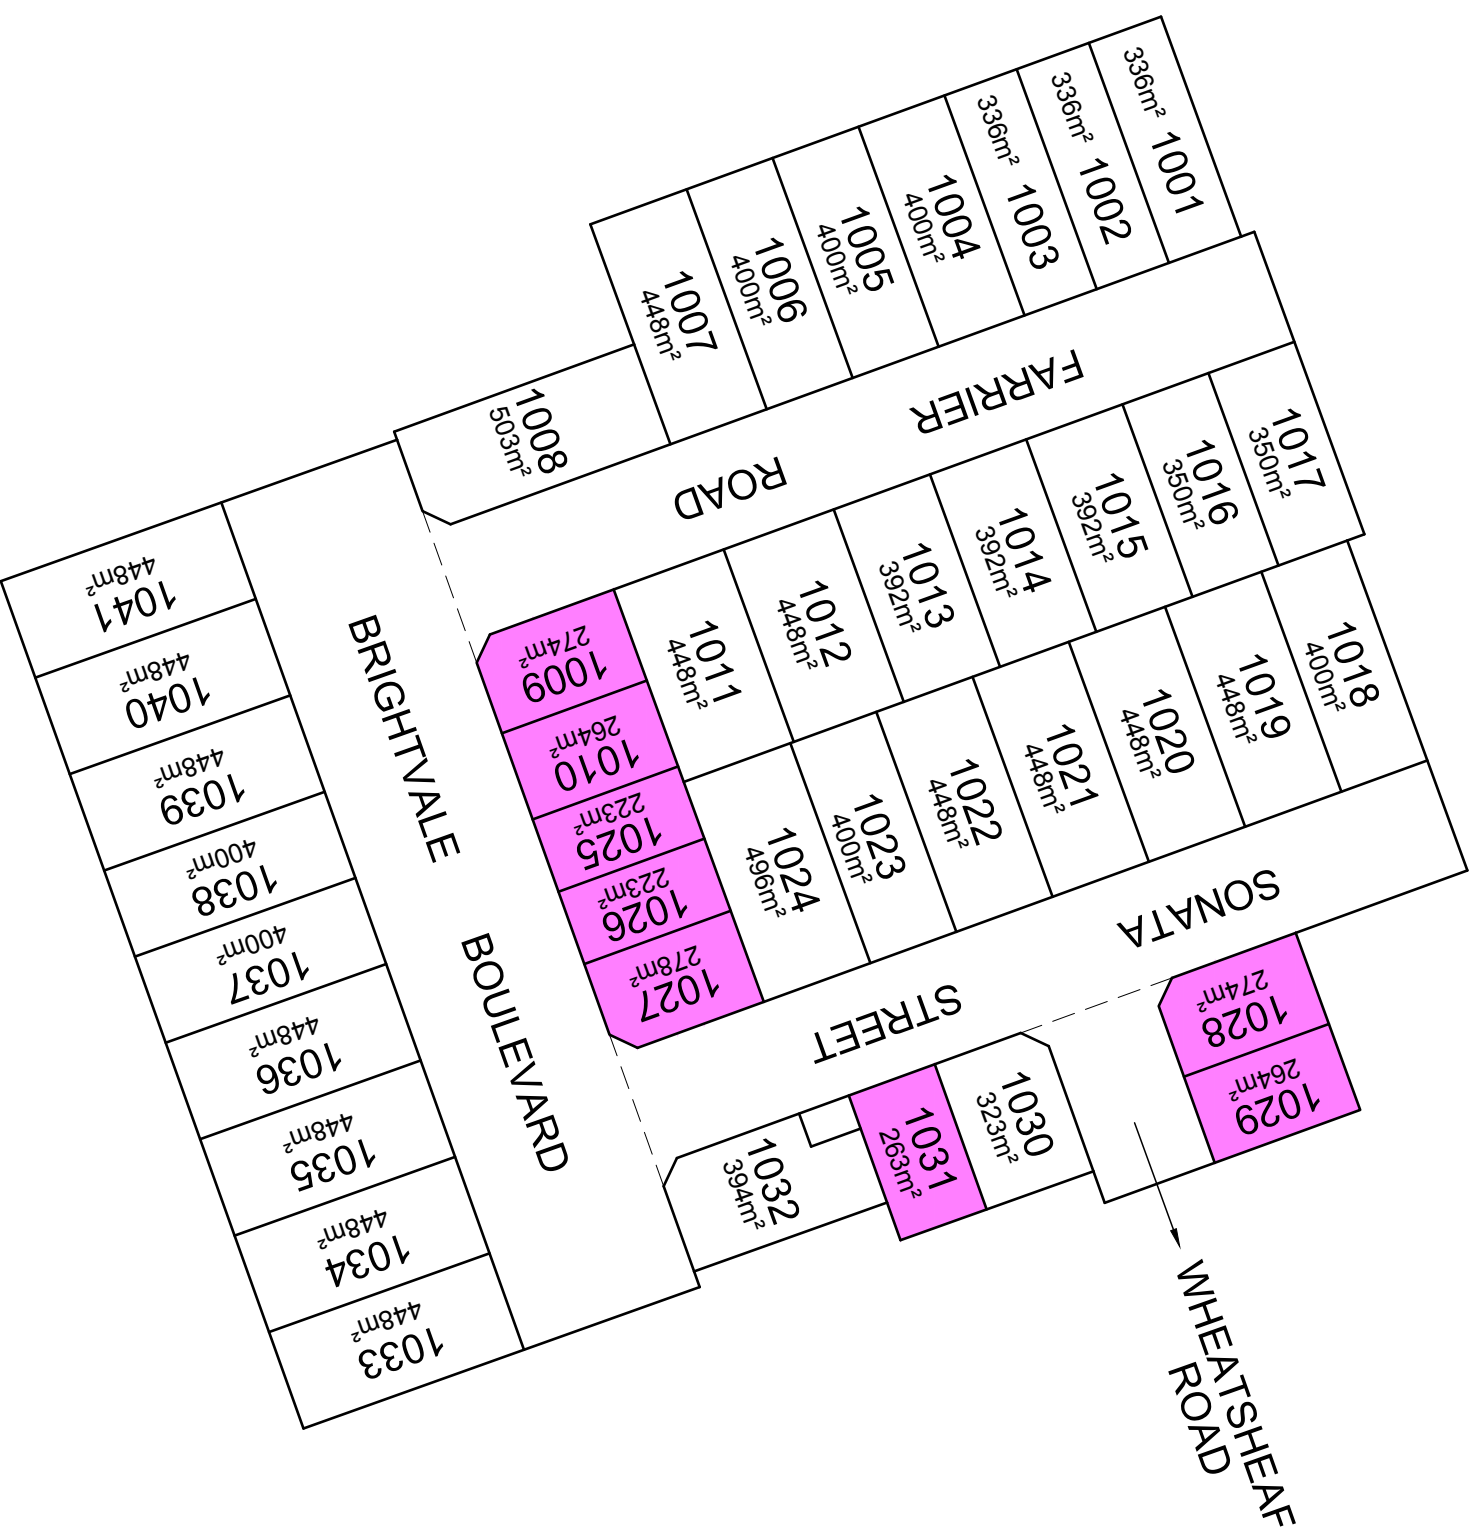 336m²
1001
336m²
1002
336m²
1003
1004
400m²
1005
400m²
1006
400m²
1007
448m²
1008
503m²
FARRIER
ROAD
1017
350m²
1016
350m²
1015
392m²
1014
392m²
1013
392m²
1012
448m²
1011
448m²
1009
274m²
1010
264m²
1025
223m²
1026
223m²
1027
278m²
1018
400m²
1019
448m²
1020
448m²
1021
448m²
1022
448m²
1023
400m²
1024
496m²
1041
448m²
1040
448m²
1039
448m²
1038
400m²
1037
400m²
1036
448m²
1035
448m²
1034
448m²
1033
448m²
BRIGHTVALE
BOULEVARD
SONATA
STREET
1028
274m²
1029
264m²
1030
323m²
1031
263m²
1032
394m²
WHEATSHEAF
ROAD